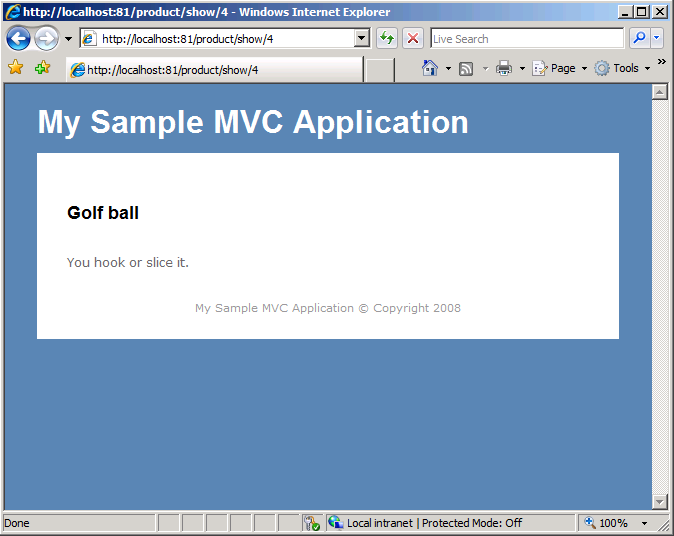 http://localhost:81/product/show/4 - Windows Internet Explorer
http://localhost:81/product/show/4
Live Search
http://localhost:81/product/show/4
Page
Tools
My Sample MVC Application
Golf ball
You hook or slice it.
My Sample MVC Application © Copyright 2008
Done
Local intranet | Protected Mode: Off
100%